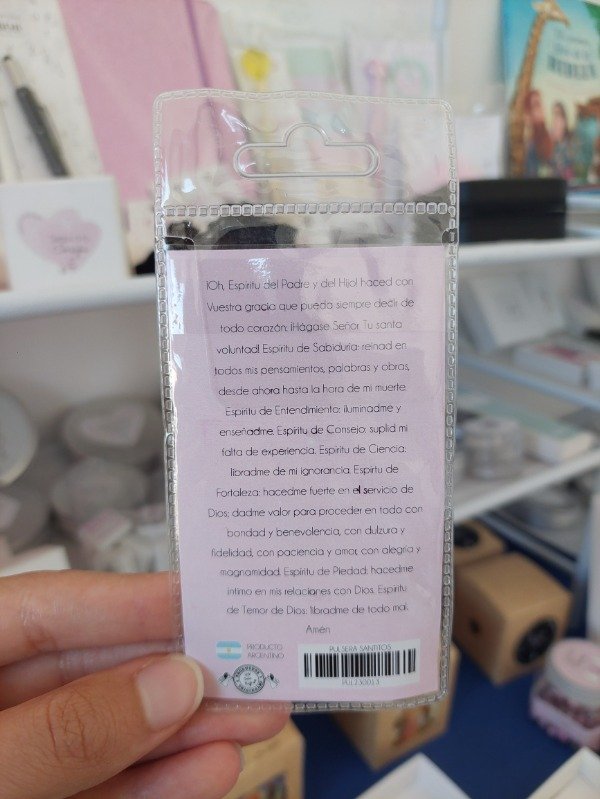 ¡Oh, Espíritu del Padre y del Hijo! haced con
Vuestra gracia que pueda siempre decir de
todo corazón: ¡Hágase Señor Tu santa
voluntad! Espíritu de Sabiduría: reinad en
todos mis pensamientos, palabras y obras,
desde ahora hasta la hora de mi muerte.
Espíritu de Entendimiento: iluminadme y
enseñadme. Espíritu de Consejo: suplid mi
falta de experiencia. Espíritu de Ciencia:
libradme de mi ignorancia. Espíritu de
Fortaleza: hacedme fuerte en el servicio de
Dios; dadme valor para proceder en todo con
bondad y benevolencia, con dulzura y
fidelidad, con paciencia y amor, con alegría y
magnamidad. Espíritu de Piedad: hacedme
íntimo en mis relaciones con Dios. Espíritu
de Temor de Dios: libradme de todo mal.
Amén
PRODUCTO
ARGENTINO
PULSERA SANTITOS